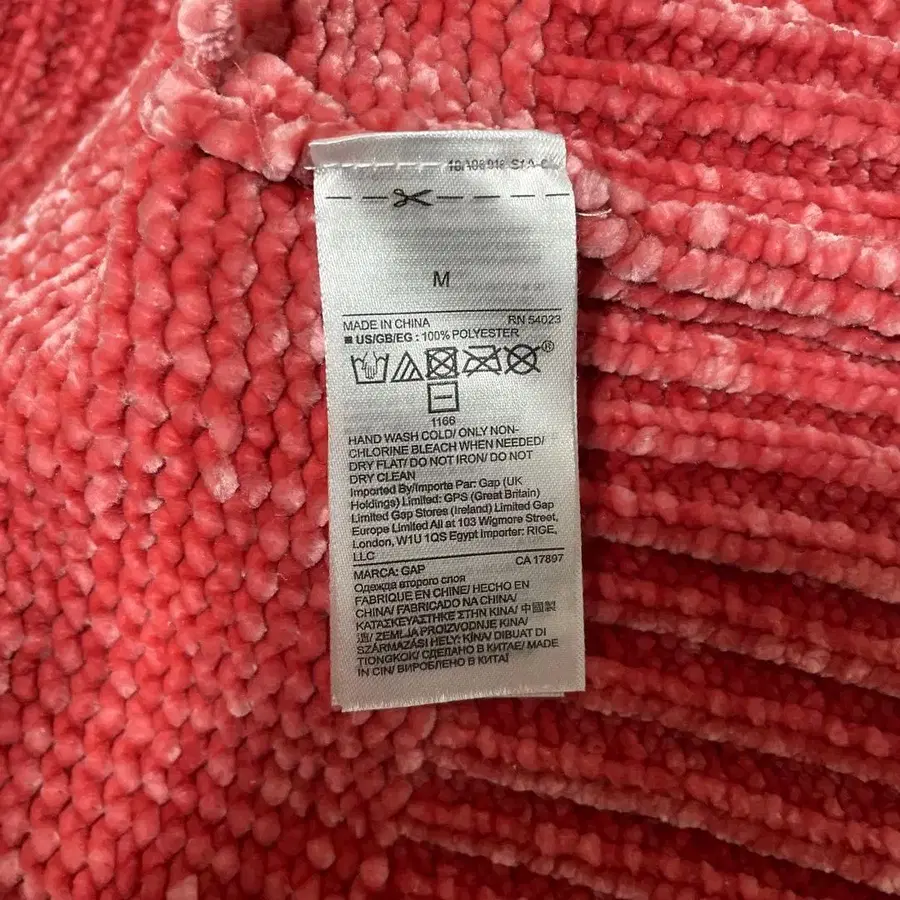 M
MADE IN CHINA RN 54023
US/GB/EG : 100% POLYESTER
1166
HAND WASH COLD/ ONLY NON-
CHLORINE BLEACH WHEN NEEDED/
DRY FLAT/ DO NOT IRON/ DO NOT
DRY CLEAN
Imported By/Importe Par: Gap (UK
Holdings) Limited: GPS (Great Britain)
Limited Gap Stores (Ireland) Limited Gap
Europe Limited All at 103 Wigmore Street,
London, W1U 1QS Egypt Importer: RIGE,
LLC
MARCA: GAP CA 17897
Одежда второго слоя
FABRIQUE EN CHINE/ HECHO EN
CHINA/ FABRICADO NA CHINA/
ΚΑΤΑΣΚΕΥΑΣΤΗΚΕ ΣΤΗΝ ΚΙΝΑ/ 中國製
造/ ZEMLJA PROIZVODNJE KINA/
SZÁRMAZÁSI HELY: KÍNA/ DIBUAT DI
TIONGKOK/ СДЕЛАНО В КИТАЕ/ MADE
IN CIN/ ВИРОБЛЕНО В КИТАЇ